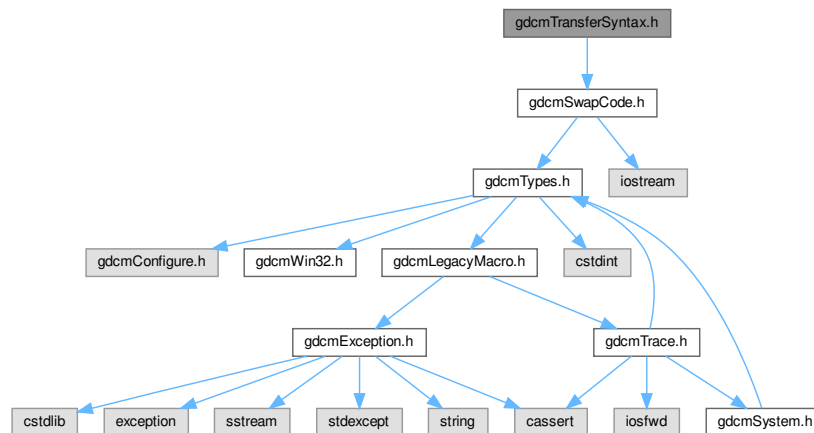 gdcmTransferSyntax.h
gdcmSwapCode.h
gdcmTypes.h
iostream
gdcmConfigure.h
gdcmWin32.h
gdcmLegacyMacro.h
cstdint
gdcmException.h
gdcmTrace.h
cstdlib
exception
sstream
stdexcept
string
cassert
iosfwd
gdcmSystem.h